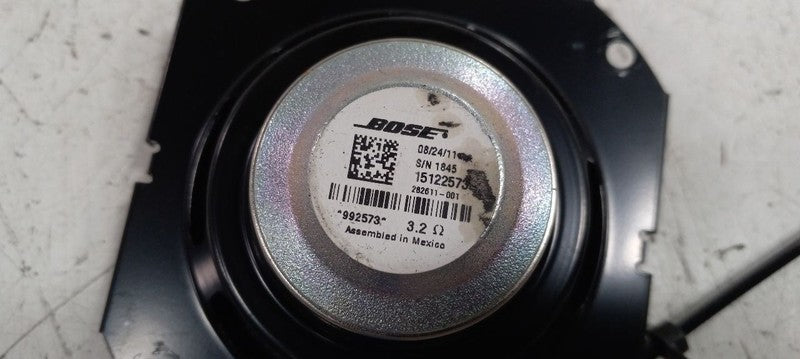 BOSE
08/24/11
S/N 1845
15122573
282611-001
*992573* 3.2 Ω
Assembled in Mexico